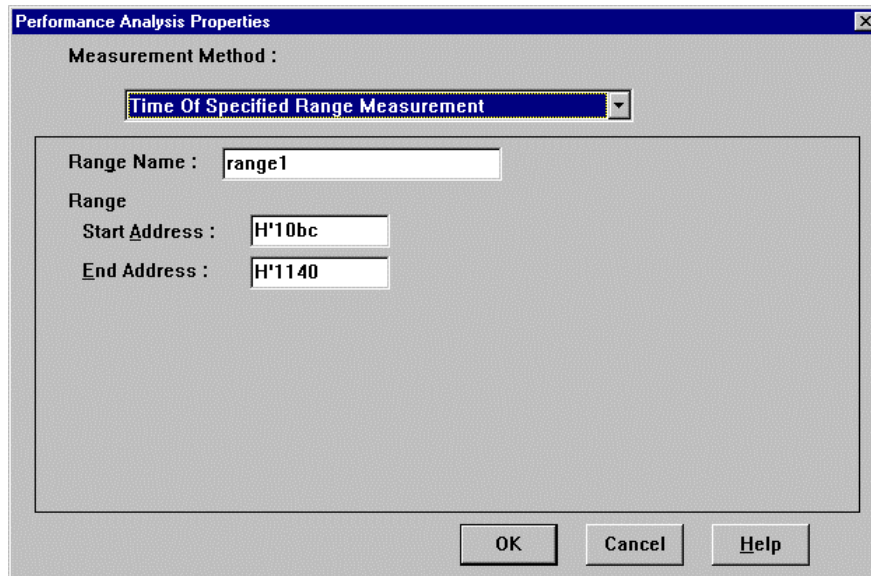 Performance Analysis Properties
Measurement Method :
Time Of Specified Range Measurement
Range Name : range1
Range
Start Address : H'10bc
End Address : H'1140
OK Cancel Help